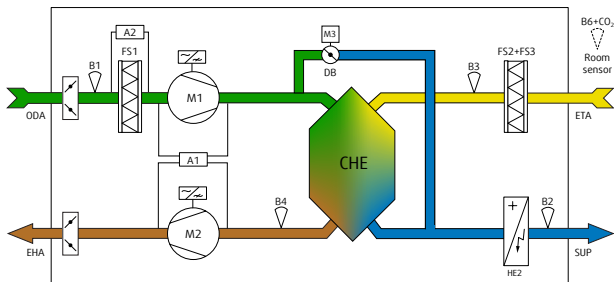 M3
B6+CO₂
A2
Room
sensor
B1
FS1
DB
B3
FS2+FS3
M1
ODA
ETA
CHE
A1
B4
B2
M2
EHA
SUP
HE2